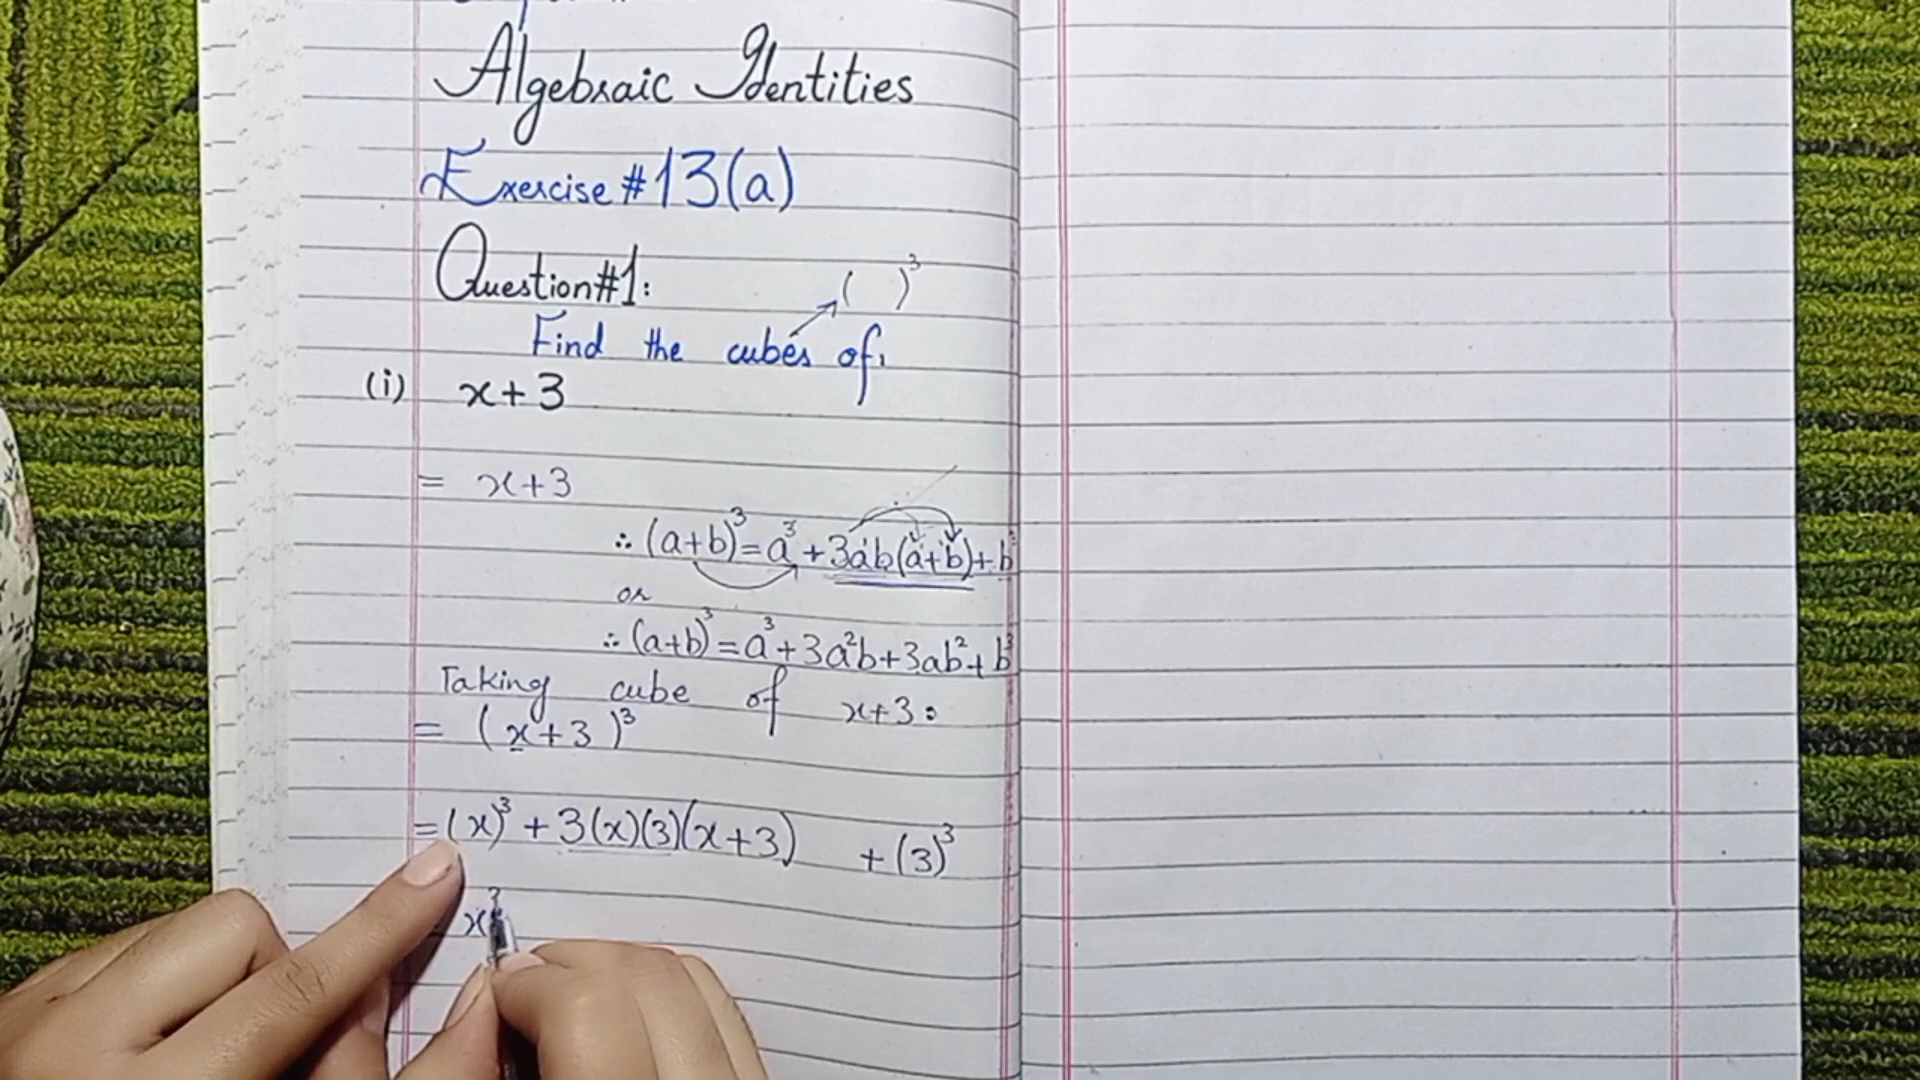 Algebraic Identities
Exercise #13(a)
Question#1:
( )³
Find the cubes of:
(i) x+3
= x+3
∴ (a+b)³=a³+3ab(a+b)+b³
or
∴ (a+b)³=a³+3a²b+3ab²+b³
Taking cube of x+3:
= (x+3)³
=(x)³+3(x)(3)(x+3) +(3)³
x³